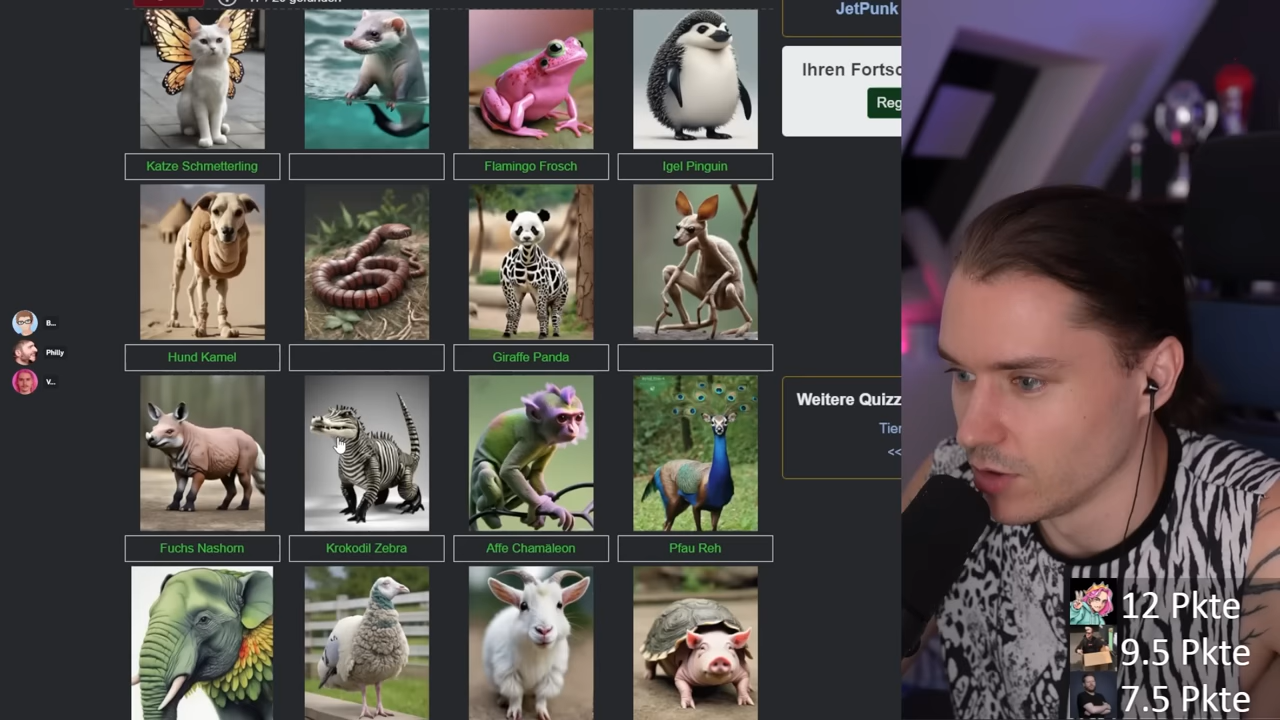 JetPunk
Ihren Fortsc
Reg
Katze Schmetterling
Flamingo Frosch
Igel Pinguin
B...
Philly
V...
Hund Kamel
Giraffe Panda
Weitere Quizz
Tier
<<
Fuchs Nashorn
Krokodil Zebra
Affe Chamäleon
Pfau Reh
12 Pkte
9.5 Pkte
7.5 Pkte